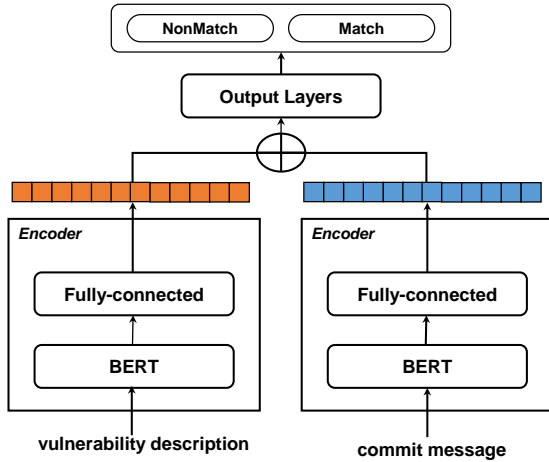 NonMatch Match
Output Layers
Encoder Encoder
Fully-connected Fully-connected
BERT BERT
vulnerability description commit message